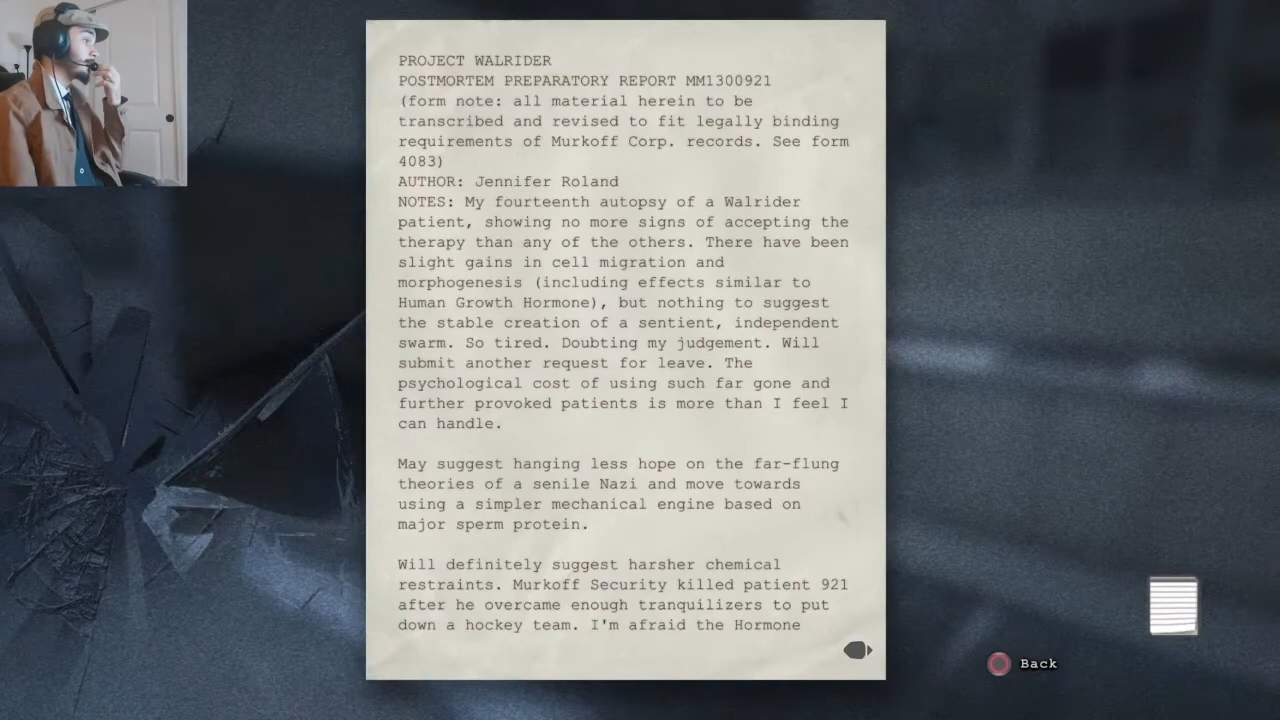 PROJECT WALRIDER
POSTMORTEM PREPARATORY REPORT MM1300921
(form note: all material herein to be
transcribed and revised to fit legally binding
requirements of Murkoff Corp. records. See form
4083)
AUTHOR: Jennifer Roland
NOTES: My fourteenth autopsy of a Walrider
patient, showing no more signs of accepting the
therapy than any of the others. There have been
slight gains in cell migration and
morphogenesis (including effects similar to
Human Growth Hormone), but nothing to suggest
the stable creation of a sentient, independent
swarm. So tired. Doubting my judgement. Will
submit another request for leave. The
psychological cost of using such far gone and
further provoked patients is more than I feel I
can handle.
May suggest hanging less hope on the far-flung
theories of a senile Nazi and move towards
using a simpler mechanical engine based on
major sperm protein.
Will definitely suggest harsher chemical
restraints. Murkoff Security killed patient 921
after he overcame enough tranquilizers to put
down a hockey team. I'm afraid the Hormone
Back